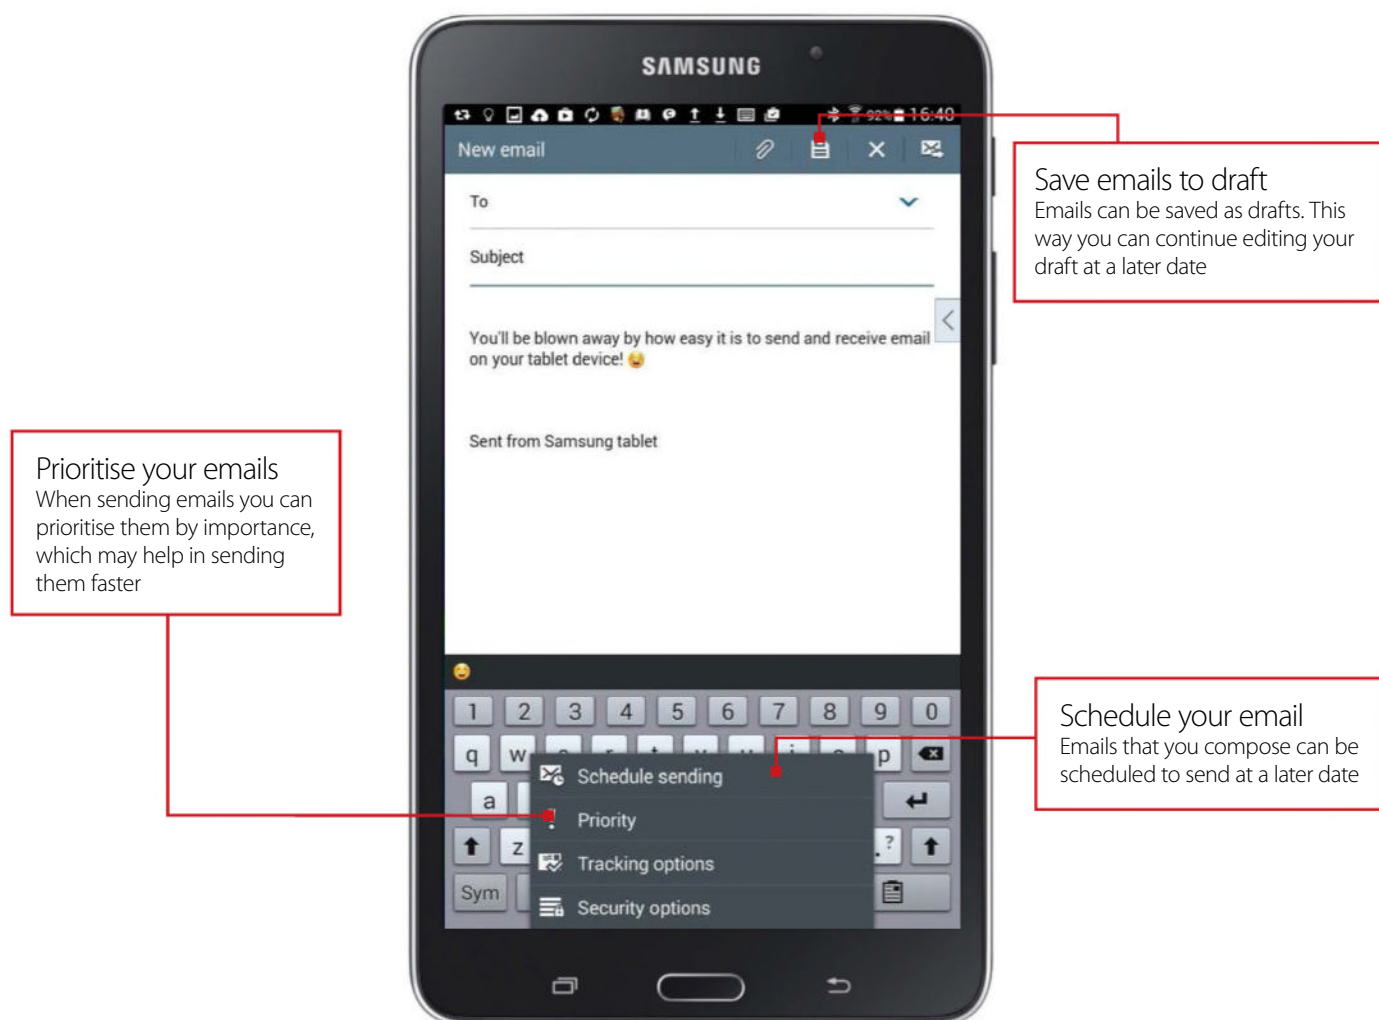 SAMSUNG
92% 16:40
New email
To
Subject
You'll be blown away by how easy it is to send and receive email
on your tablet device! 😂
Sent from Samsung tablet
Save emails to draft
Emails can be saved as drafts. This
way you can continue editing your
draft at a later date
Prioritise your emails
When sending emails you can
prioritise them by importance,
which may help in sending
them faster
Schedule your email
Emails that you compose can be
scheduled to send at a later date
1 2 3 4 5 6 7 8 9 0
q w p
a
z .?
Sym
Schedule sending
Priority
Tracking options
Security options